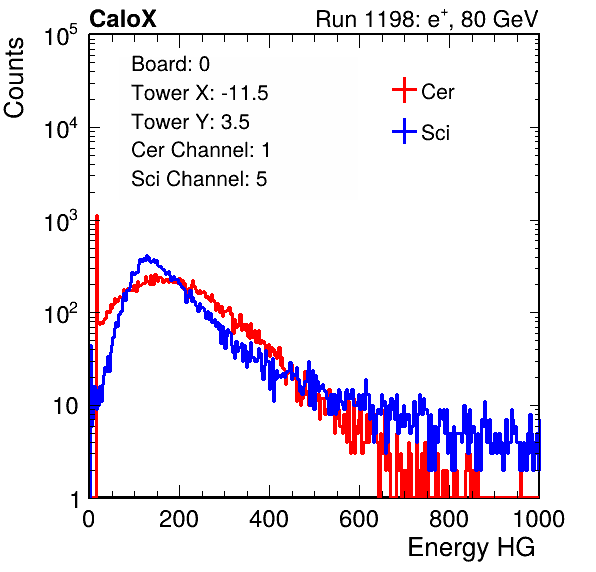 CaloX Run 1198: e⁺, 80 GeV
Counts
10⁵
10⁴
10³
10²
10
1
Board: 0
Tower X: -11.5
Tower Y: 3.5
Cer Channel: 1
Sci Channel: 5
Cer
Sci
0 200 400 600 800 1000
Energy HG